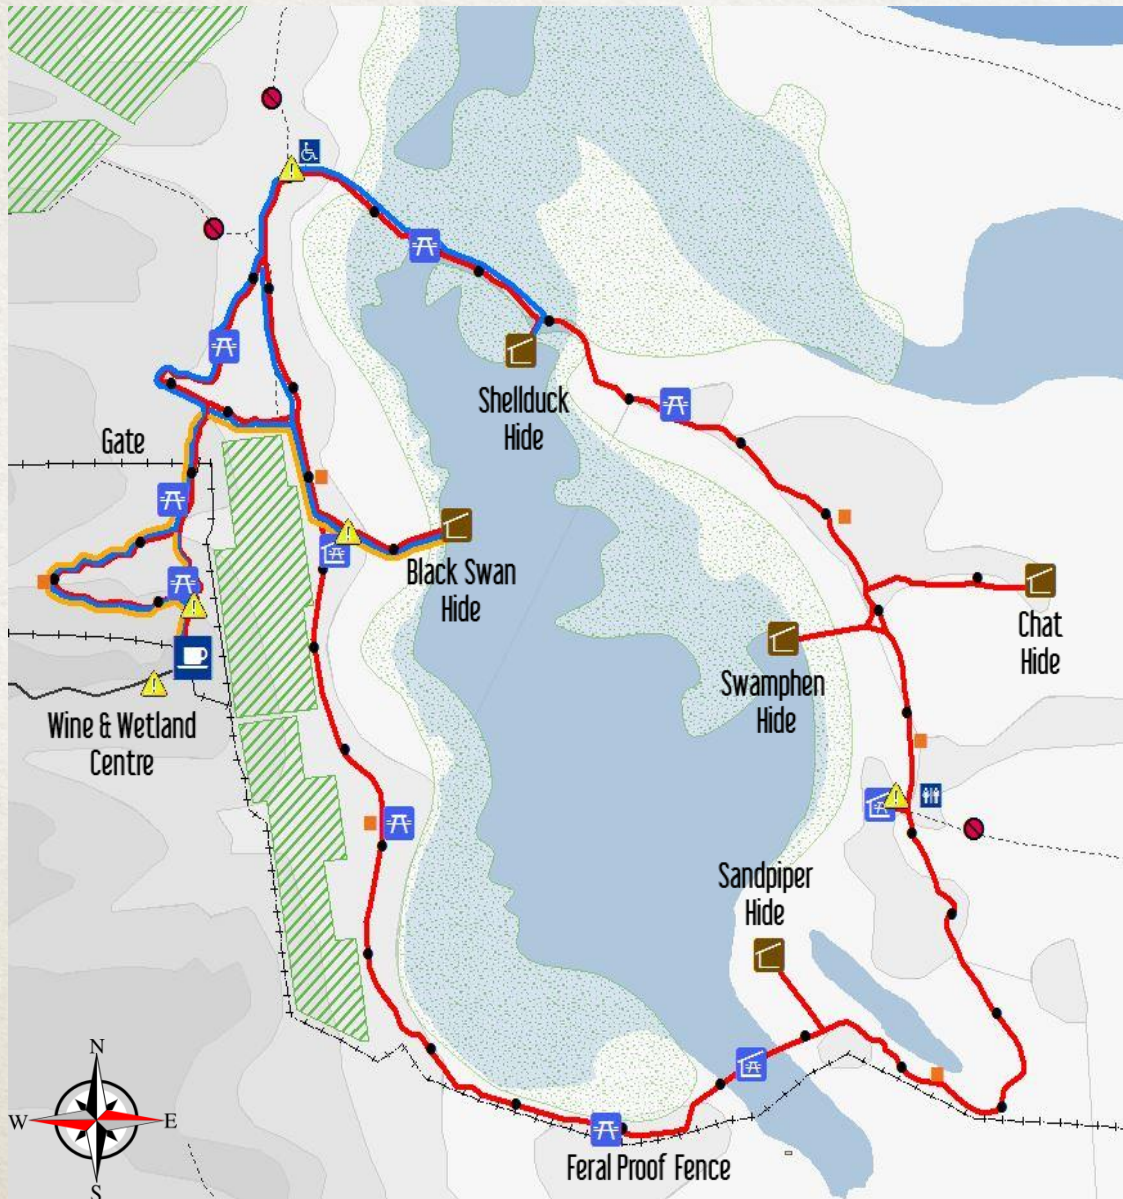 Shellduck
Hide
Gate
Black Swan
Hide
Chat
Hide
Swamphen
Hide
Wine & Wetland
Centre
Sandpiper
Hide
N
W
E
S
Feral Proof Fence